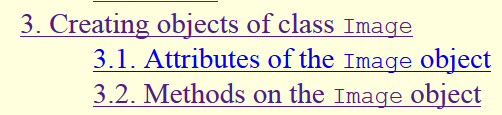 3. Creating objects of class Image
3.1. Attributes of the Image object
3.2. Methods on the Image object